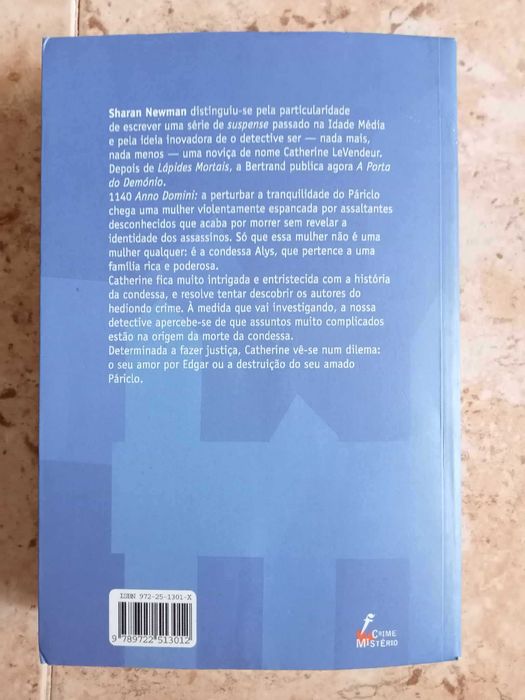 Sharan Newman distinguiu-se pela particularidade
de escrever uma série de suspense passado na Idade Média
e pela ideia inovadora de o detective ser — nada mais,
nada menos — uma noviça de nome Catherine LeVendeur.
Depois de Lápides Mortais, a Bertrand publica agora A Porta
do Demónio.
1140 Anno Domini: a perturbar a tranquilidade do Páriclo
chega uma mulher violentamente espancada por assaltantes
desconhecidos que acaba por morrer sem revelar a
identidade dos assassinos. Só que essa mulher não é uma
mulher qualquer: é a condessa Alys, que pertence a uma
família rica e poderosa.
Catherine fica muito intrigada e entristecida com a história
da condessa, e resolve tentar descobrir os autores do
hediondo crime. À medida que vai investigando, a nossa
detective apercebe-se de que assuntos muito complicados
estão na origem da morte da condessa.
Determinada a fazer justiça, Catherine vê-se num dilema:
o seu amor por Edgar ou a destruição do seu amado
Páriclo.
ISBN 972-25-1301-X
9 789722 513012
CRIME
MISTÉRIO